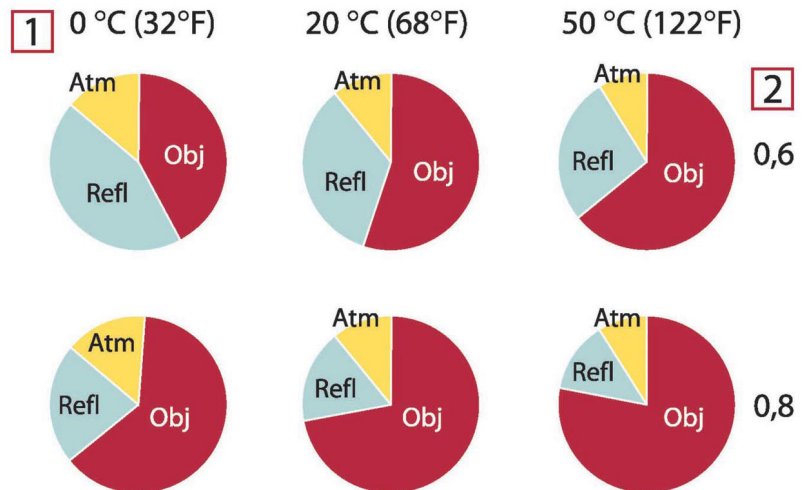 1 0 °C (32°F) 20 °C (68°F) 50 °C (122°F)
2
Atm Atm Atm
Obj Obj Obj
Refl Refl Refl
0,6
Atm Atm Atm
Refl Refl Refl
Obj Obj Obj
0,8